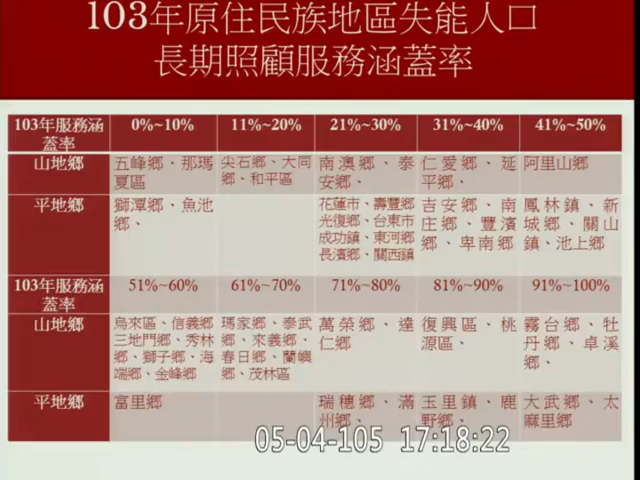 103年原住民族地區失能人口
長期照顧服務涵蓋率
103年服務涵 0%~10% 11%~20% 21%~30% 31%~40% 41%~50%
蓋率
山地鄉 五峰鄉、那瑪 尖石鄉、大同 南澳鄉、泰 仁愛鄉、延 阿里山鄉
夏區 鄉、和平區 安鄉、 平鄉、
平地鄉 獅潭鄉、魚池 花蓮市、壽豐鄉 吉安鄉、南 鳳林鎮、新
鄉、 光復鄉、台東市 庄鄉、豐濱 城鄉、關山
成功鎮、東河鄉 鄉、卑南鄉 鎮、池上鄉
長濱鄉、關西鎮
103年服務涵 51%~60% 61%~70% 71%~80% 81%~90% 91%~100%
蓋率
山地鄉 烏來區、信義鄉 瑪家鄉、泰武 萬榮鄉、達 復興區、桃 霧台鄉、牡
三地門鄉、秀林 鄉、來義鄉、 仁鄉 源區、 丹鄉、卓溪
鄉、獅子鄉、海 春日鄉、蘭嶼 鄉、
端鄉、金峰鄉 鄉、茂林區
平地鄉 富里鄉 瑞穗鄉、滿 玉里鎮、鹿 大武鄉、太
州鄉、 野鄉、 麻里鄉
05-04-105 17:18:22